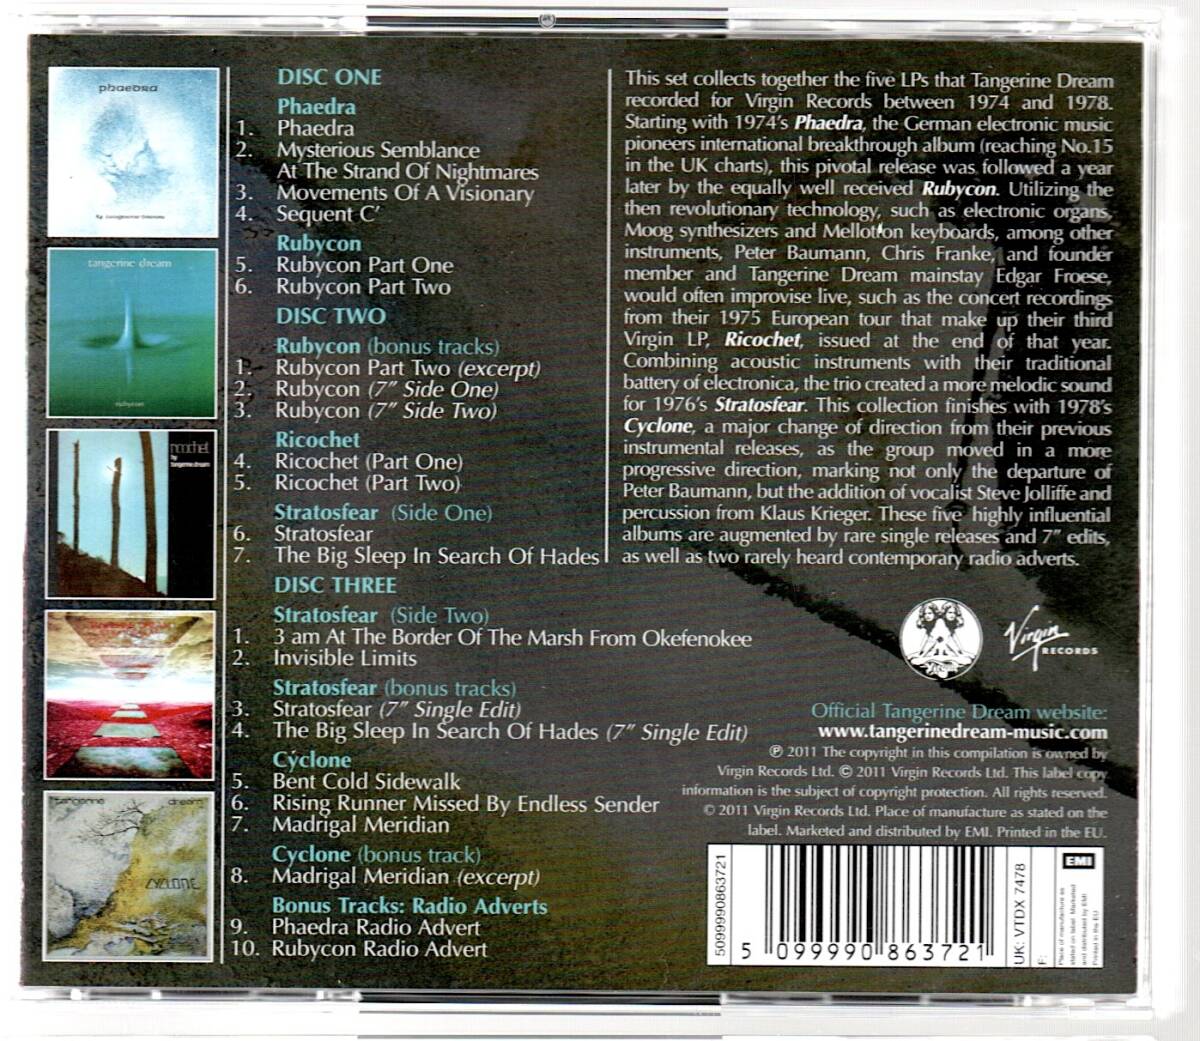 phaedra
by tangerine dream
tangerine dream
rubycon
ricochet
by
tangerine dream
tangerine dream
CYCLONE
DISC ONE
Phaedra
1. Phaedra
2. Mysterious Semblance
At The Strand Of Nightmares
3. Movements Of A Visionary
4. Sequent C’
Rubycon
5. Rubycon Part One
6. Rubycon Part Two
DISC TWO
Rubycon (bonus tracks)
1. Rubycon Part Two (excerpt)
2. Rubycon (7” Side One)
3. Rubycon (7” Side Two)
Ricochet
4. Ricochet (Part One)
5. Ricochet (Part Two)
Stratosfear (Side One)
6. Stratosfear
7. The Big Sleep In Search Of Hades
DISC THREE
Stratosfear (Side Two)
1. 3 am At The Border Of The Marsh From Okefenokee
2. Invisible Limits
Stratosfear (bonus tracks)
3. Stratosfear (7” Single Edit)
4. The Big Sleep In Search Of Hades (7” Single Edit)
Cyclone
5. Bent Cold Sidewalk
6. Rising Runner Missed By Endless Sender
7. Madrigal Meridian
Cyclone (bonus track)
8. Madrigal Meridian (excerpt)
Bonus Tracks: Radio Adverts
9. Phaedra Radio Advert
10. Rubycon Radio Advert
This set collects together the five LPs that Tangerine Dream
recorded for Virgin Records between 1974 and 1978.
Starting with 1974’s Phaedra, the German electronic music
pioneers international breakthrough album (reaching No.15
in the UK charts), this pivotal release was followed a year
later by the equally well received Rubycon. Utilizing the
then revolutionary technology, such as electronic organs,
Moog synthesizers and Mellotron keyboards, among other
instruments, Peter Baumann, Chris Franke, and founder
member and Tangerine Dream mainstay Edgar Froese,
would often improvise live, such as the concert recordings
from their 1975 European tour that make up their third
Virgin LP, Ricochet, issued at the end of that year.
Combining acoustic instruments with their traditional
battery of electronica, the trio created a more melodic sound
for 1976’s Stratosfear. This collection finishes with 1978’s
Cyclone, a major change of direction from their previous
instrumental releases, as the group moved in a more
progressive direction, marking not only the departure of
Peter Baumann, but the addition of vocalist Steve Jolliffe and
percussion from Klaus Krieger. These five highly influential
albums are augmented by rare single releases and 7” edits,
as well as two rarely heard contemporary radio adverts.
Virgin
RECORDS
Official Tangerine Dream website:
www.tangerinedream-music.com
℗ 2011 The copyright in this compilation is owned by
Virgin Records Ltd. © 2011 Virgin Records Ltd. This label copy
information is the subject of copyright protection. All rights reserved.
© 2011 Virgin Records Ltd. Place of manufacture as stated on the
label. Marketed and distributed by EMI. Printed in the EU.
5099990863721
5 099990 863721
UK: VTDX 7478
F:
EMI
Place of manufacture as
stated on label. Marketed
and distributed by EMI
Printed in the EU